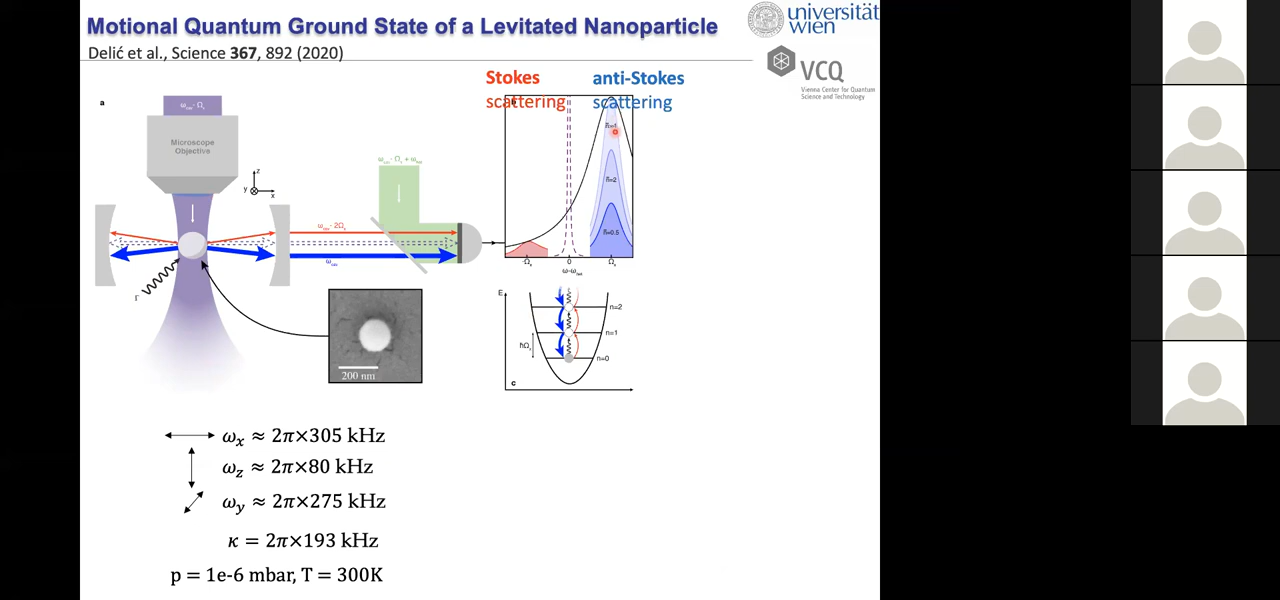 Motional Quantum Ground State of a Levitated Nanoparticle
Delić et al., Science 367, 892 (2020)
universität
wien
VCQ
Vienna Center for Quantum
Science and Technology
Stokes
scattering
anti-Stokes
scattering
a
Microscope
Objective
z
y
x
Γ
200 nm
n̄=2
n̄=0.5
0
E
n=2
n=1
n=0
c
ωx ≈ 2π×305 kHz
ωz ≈ 2π×80 kHz
ωy ≈ 2π×275 kHz
κ = 2π×193 kHz
p = 1e-6 mbar, T = 300K